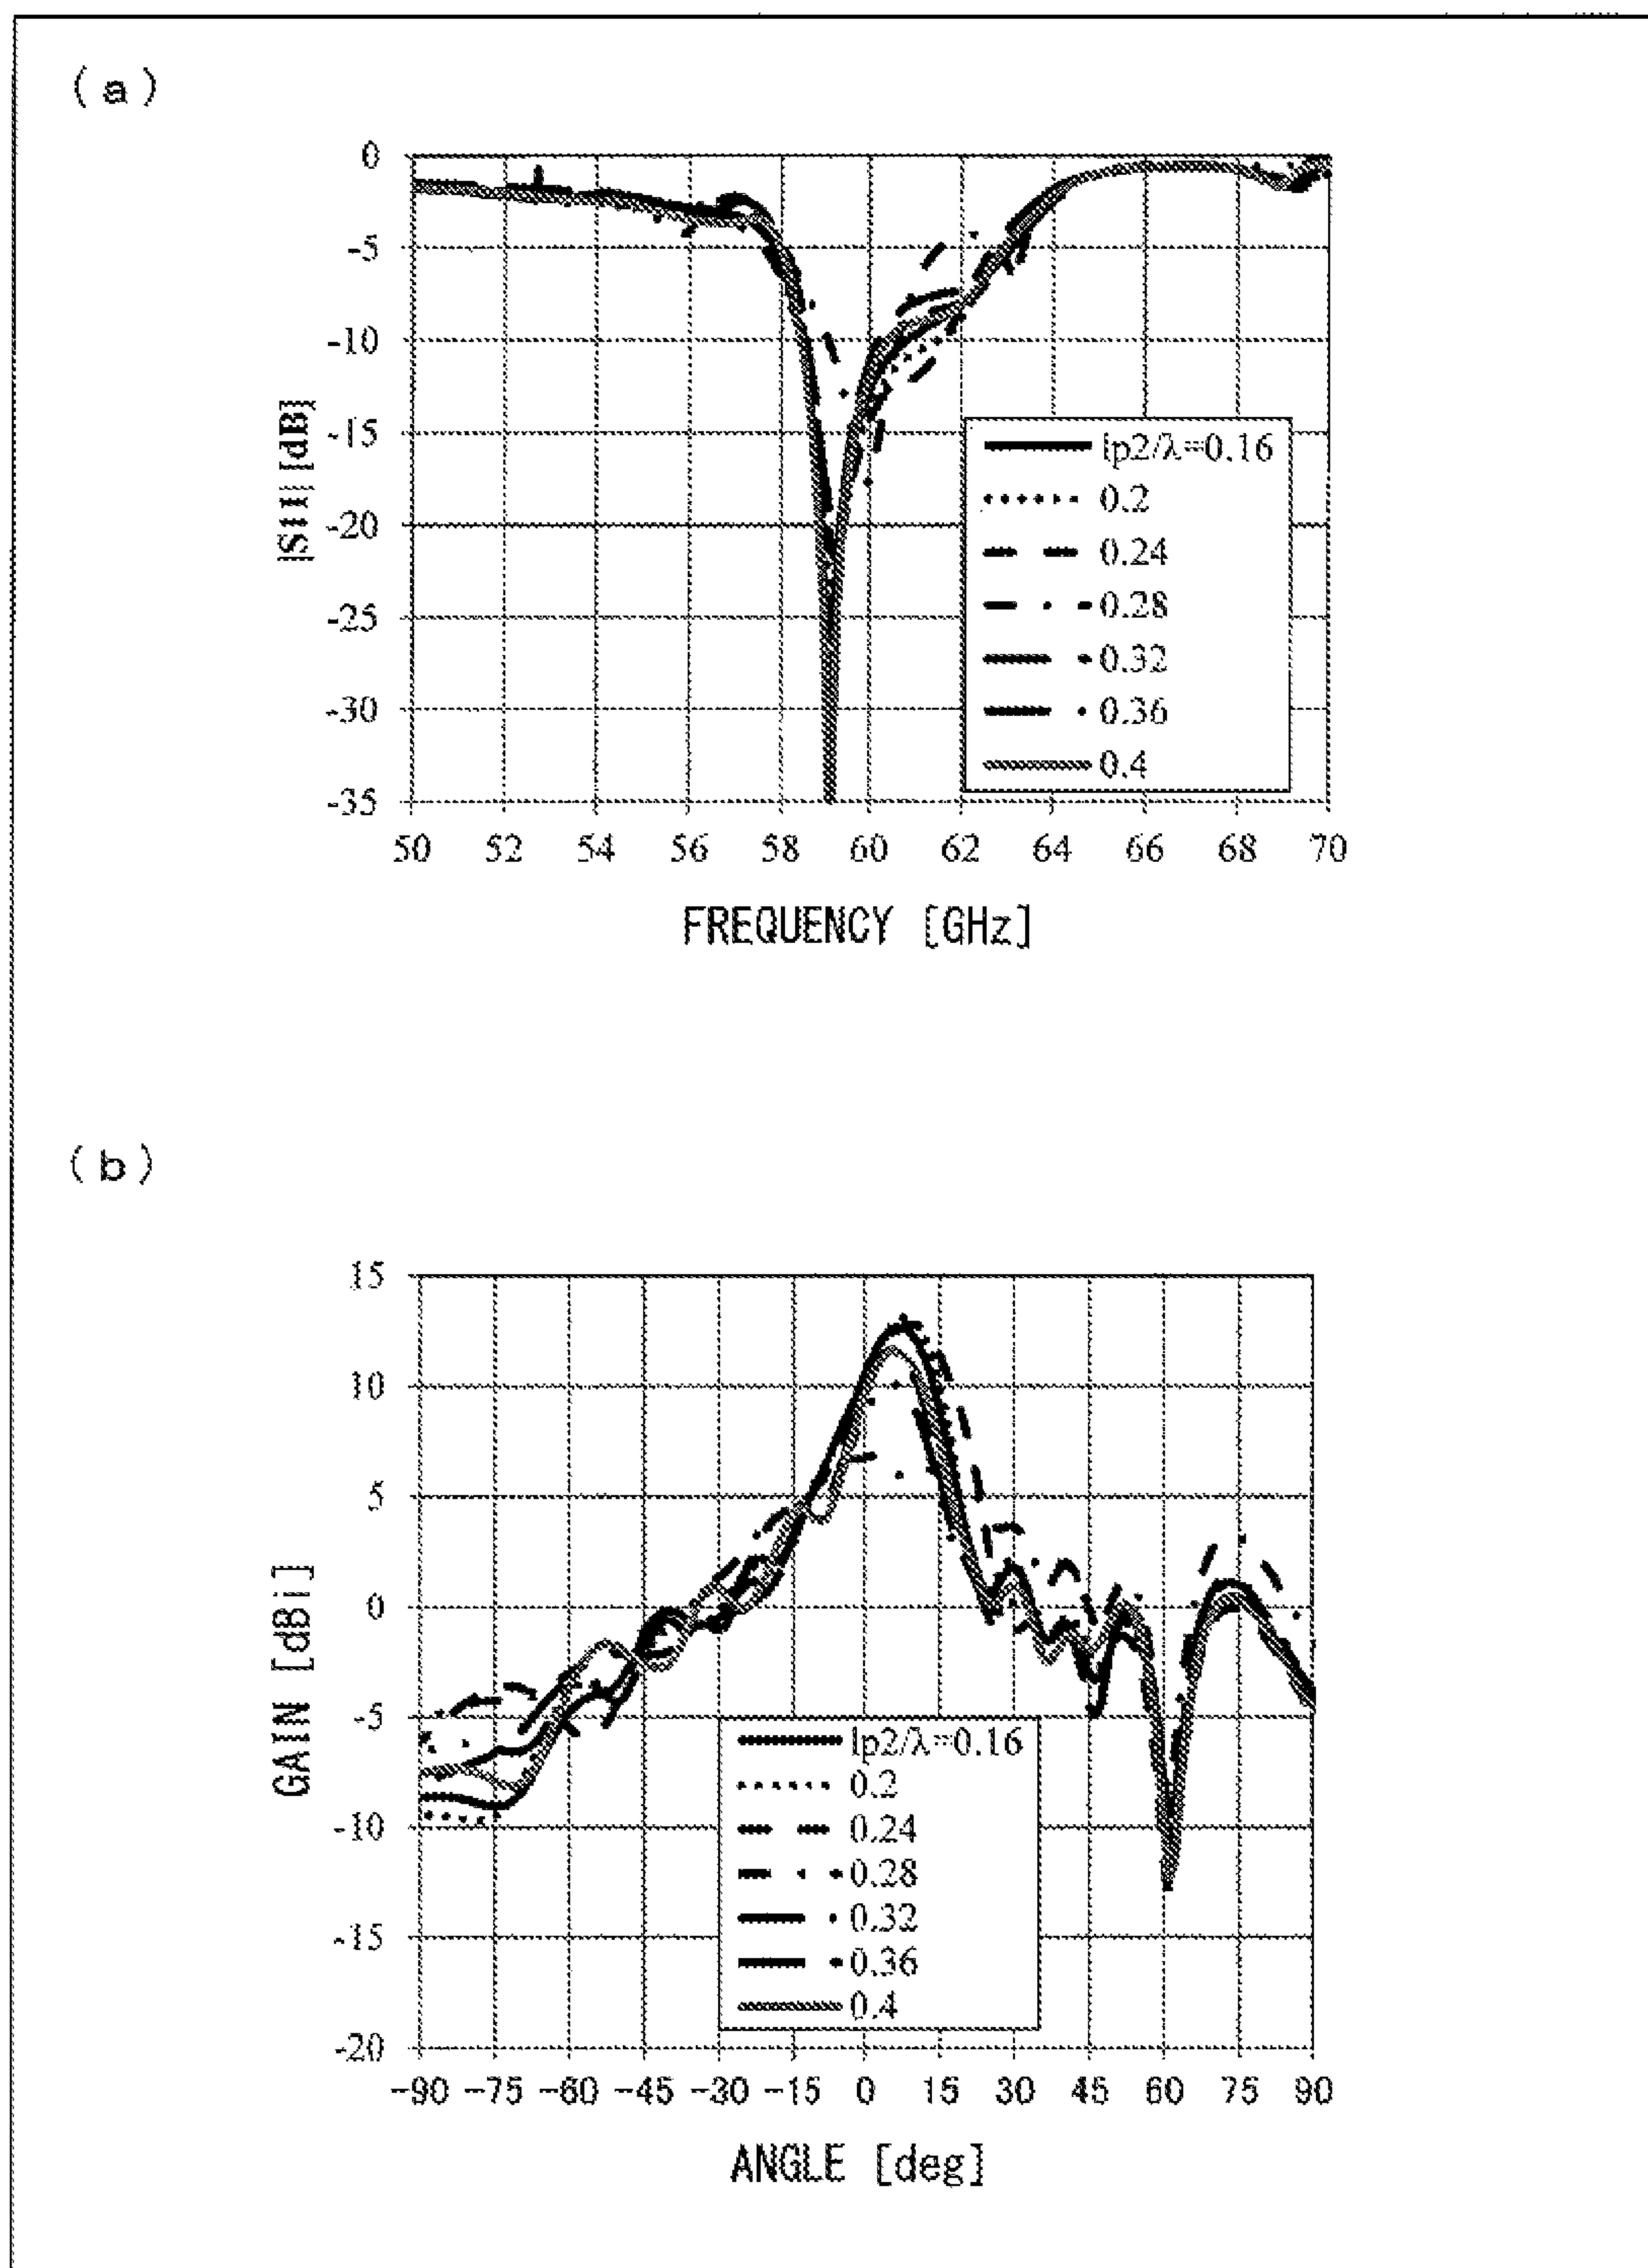 (a)
0
-5
-10
-15
-20
-25
-30
-35
|S11| [dB]
lp2/λ=0.16
0.2
0.24
0.28
0.32
0.36
0.4
50 52 54 56 58 60 62 64 66 68 70
FREQUENCY [GHz]
(b)
15
10
5
0
-5
-10
-15
-20
GAIN [dBi]
lp2/λ=0.16
0.2
0.24
0.28
0.32
0.36
0.4
-90 -75 -60 -45 -30 -15 0 15 30 45 60 75 90
ANGLE [deg]